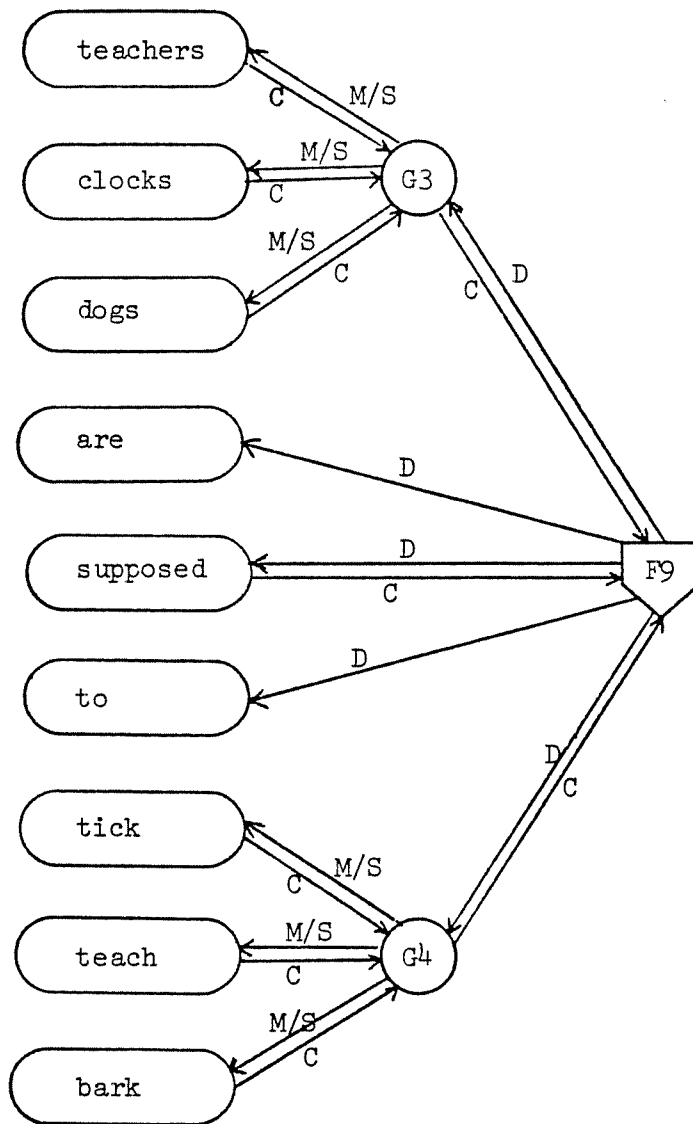 teachers
C
M/S
M/S
clocks
G3
C
M/S
C
dogs
D
C
are
D
D
supposed
F9
C
to
D
D
C
tick
M/S
C
M/S
teach
G4
C
M/S
C
bark